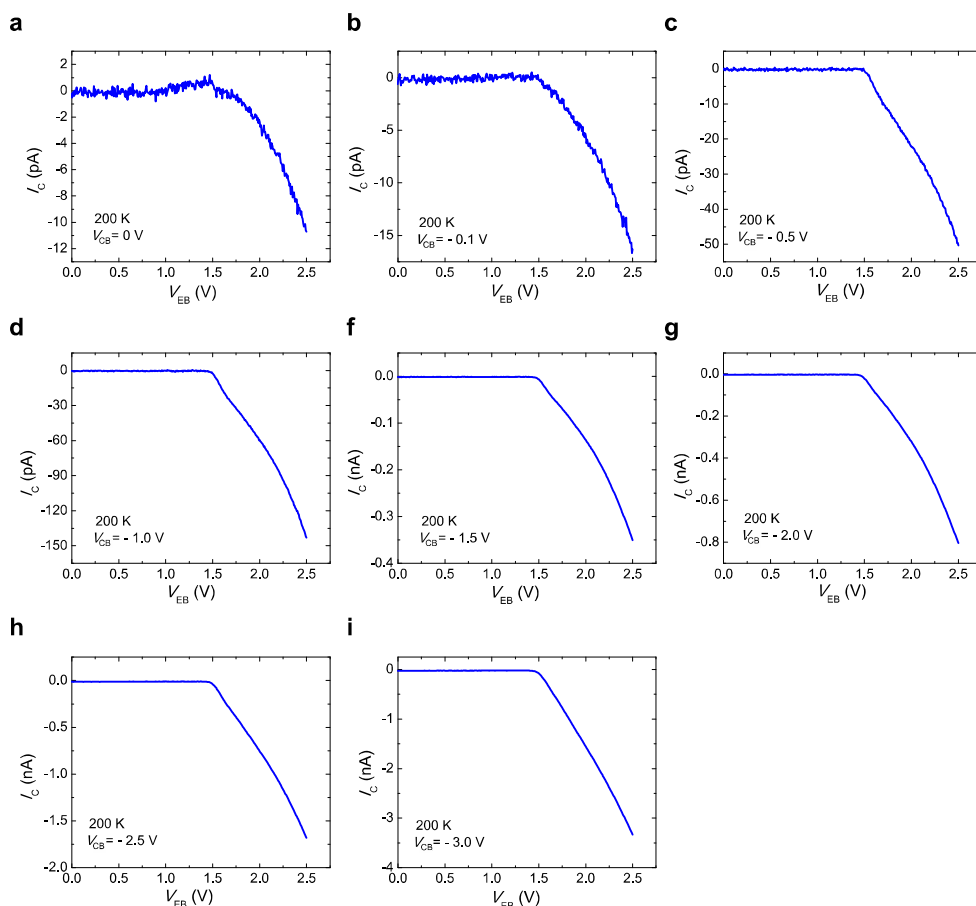 a
2
0
-2
-4
-6
-8
-10
-12
I_C (pA)
200 K
V_CB= 0 V
0.0 0.5 1.0 1.5 2.0 2.5
V_EB (V)
b
5
0
-5
-10
-15
I_C (pA)
200 K
V_CB= - 0.1 V
0.0 0.5 1.0 1.5 2.0 2.5
V_EB (V)
c
0
-10
-20
-30
-40
-50
I_C (pA)
200 K
V_CB= - 0.5 V
0.0 0.5 1.0 1.5 2.0 2.5
V_EB (V)
d
0
-30
-60
-90
-120
-150
I_C (pA)
200 K
V_CB= - 1.0 V
0.0 0.5 1.0 1.5 2.0 2.5
V_EB (V)
f
0.0
-0.1
-0.2
-0.3
-0.4
I_C (nA)
200 K
V_CB= - 1.5 V
0.0 0.5 1.0 1.5 2.0 2.5
V_EB (V)
g
0.0
-0.2
-0.4
-0.6
-0.8
I_C (nA)
200 K
V_CB= - 2.0 V
0.0 0.5 1.0 1.5 2.0 2.5
V_EB (V)
h
0.0
-0.5
-1.0
-1.5
-2.0
I_C (nA)
200 K
V_CB= - 2.5 V
0.0 0.5 1.0 1.5 2.0 2.5
V_EB (V)
i
0
-1
-2
-3
-4
I_C (nA)
200 K
V_CB= - 3.0 V
0.0 0.5 1.0 1.5 2.0 2.5
V_EB (V)